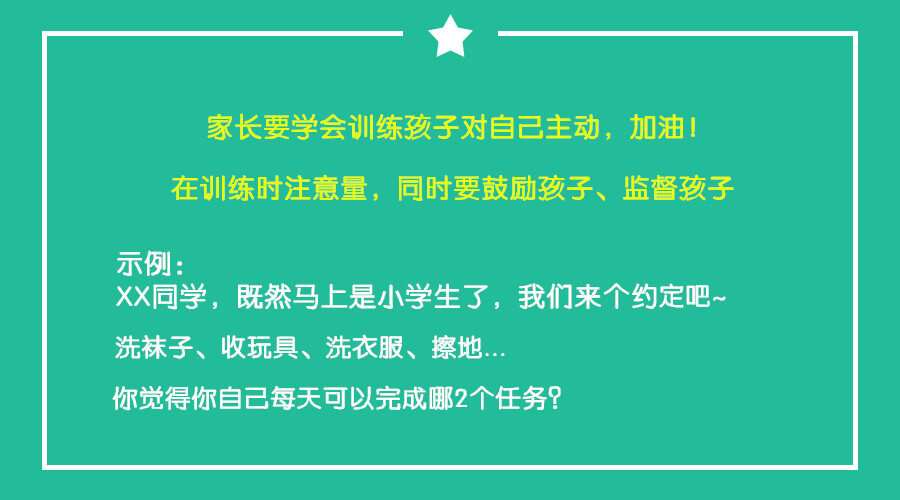 家长要学会训练孩子对自己主动，加油！
在训练时注意量，同时要鼓励孩子、监督孩子
示例：
XX同学，既然马上是小学生了，我们来个约定吧~
洗袜子、收玩具、洗衣服、擦地...
你觉得你自己每天可以完成哪2个任务？